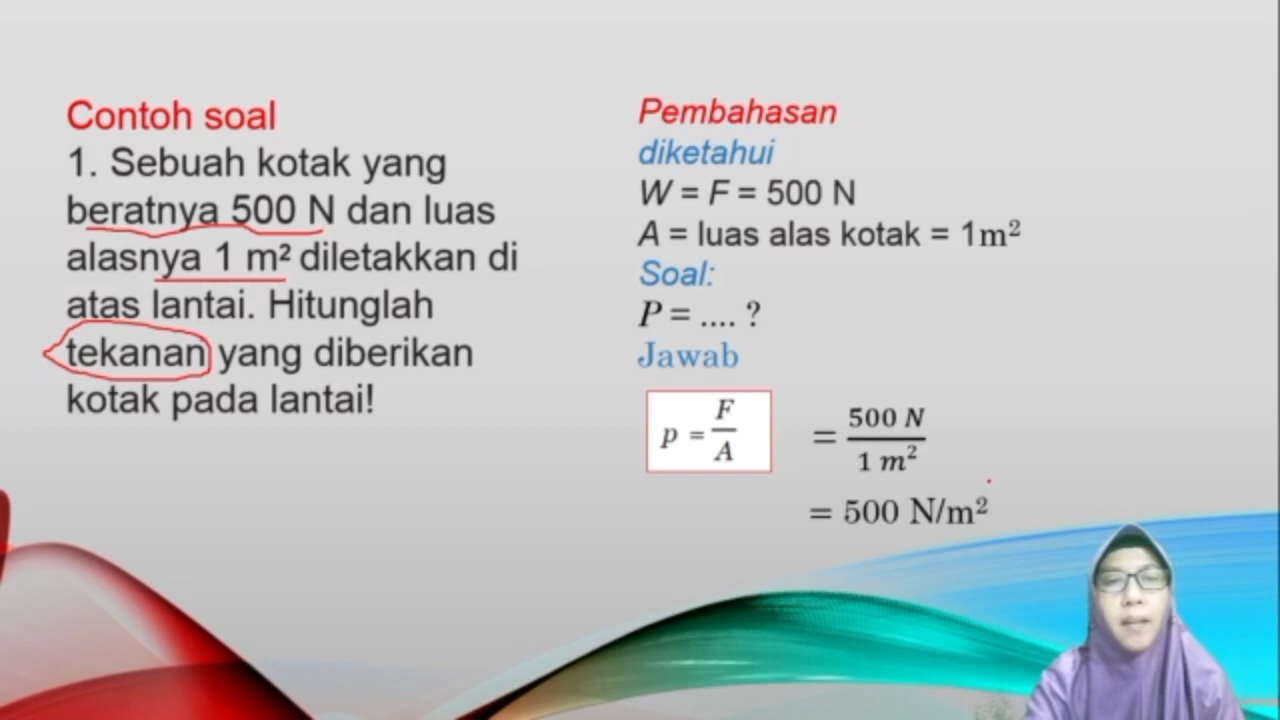 Contoh soal
1. Sebuah kotak yang
beratnya 500 N dan luas
alasnya 1 m² diletakkan di
atas lantai. Hitunglah
tekanan yang diberikan
kotak pada lantai!
Pembahasan
diketahui
W = F = 500 N
A = luas alas kotak = 1m²
Soal:
P = .... ?
Jawab
p = F/A = 500 N / 1 m²
= 500 N/m²